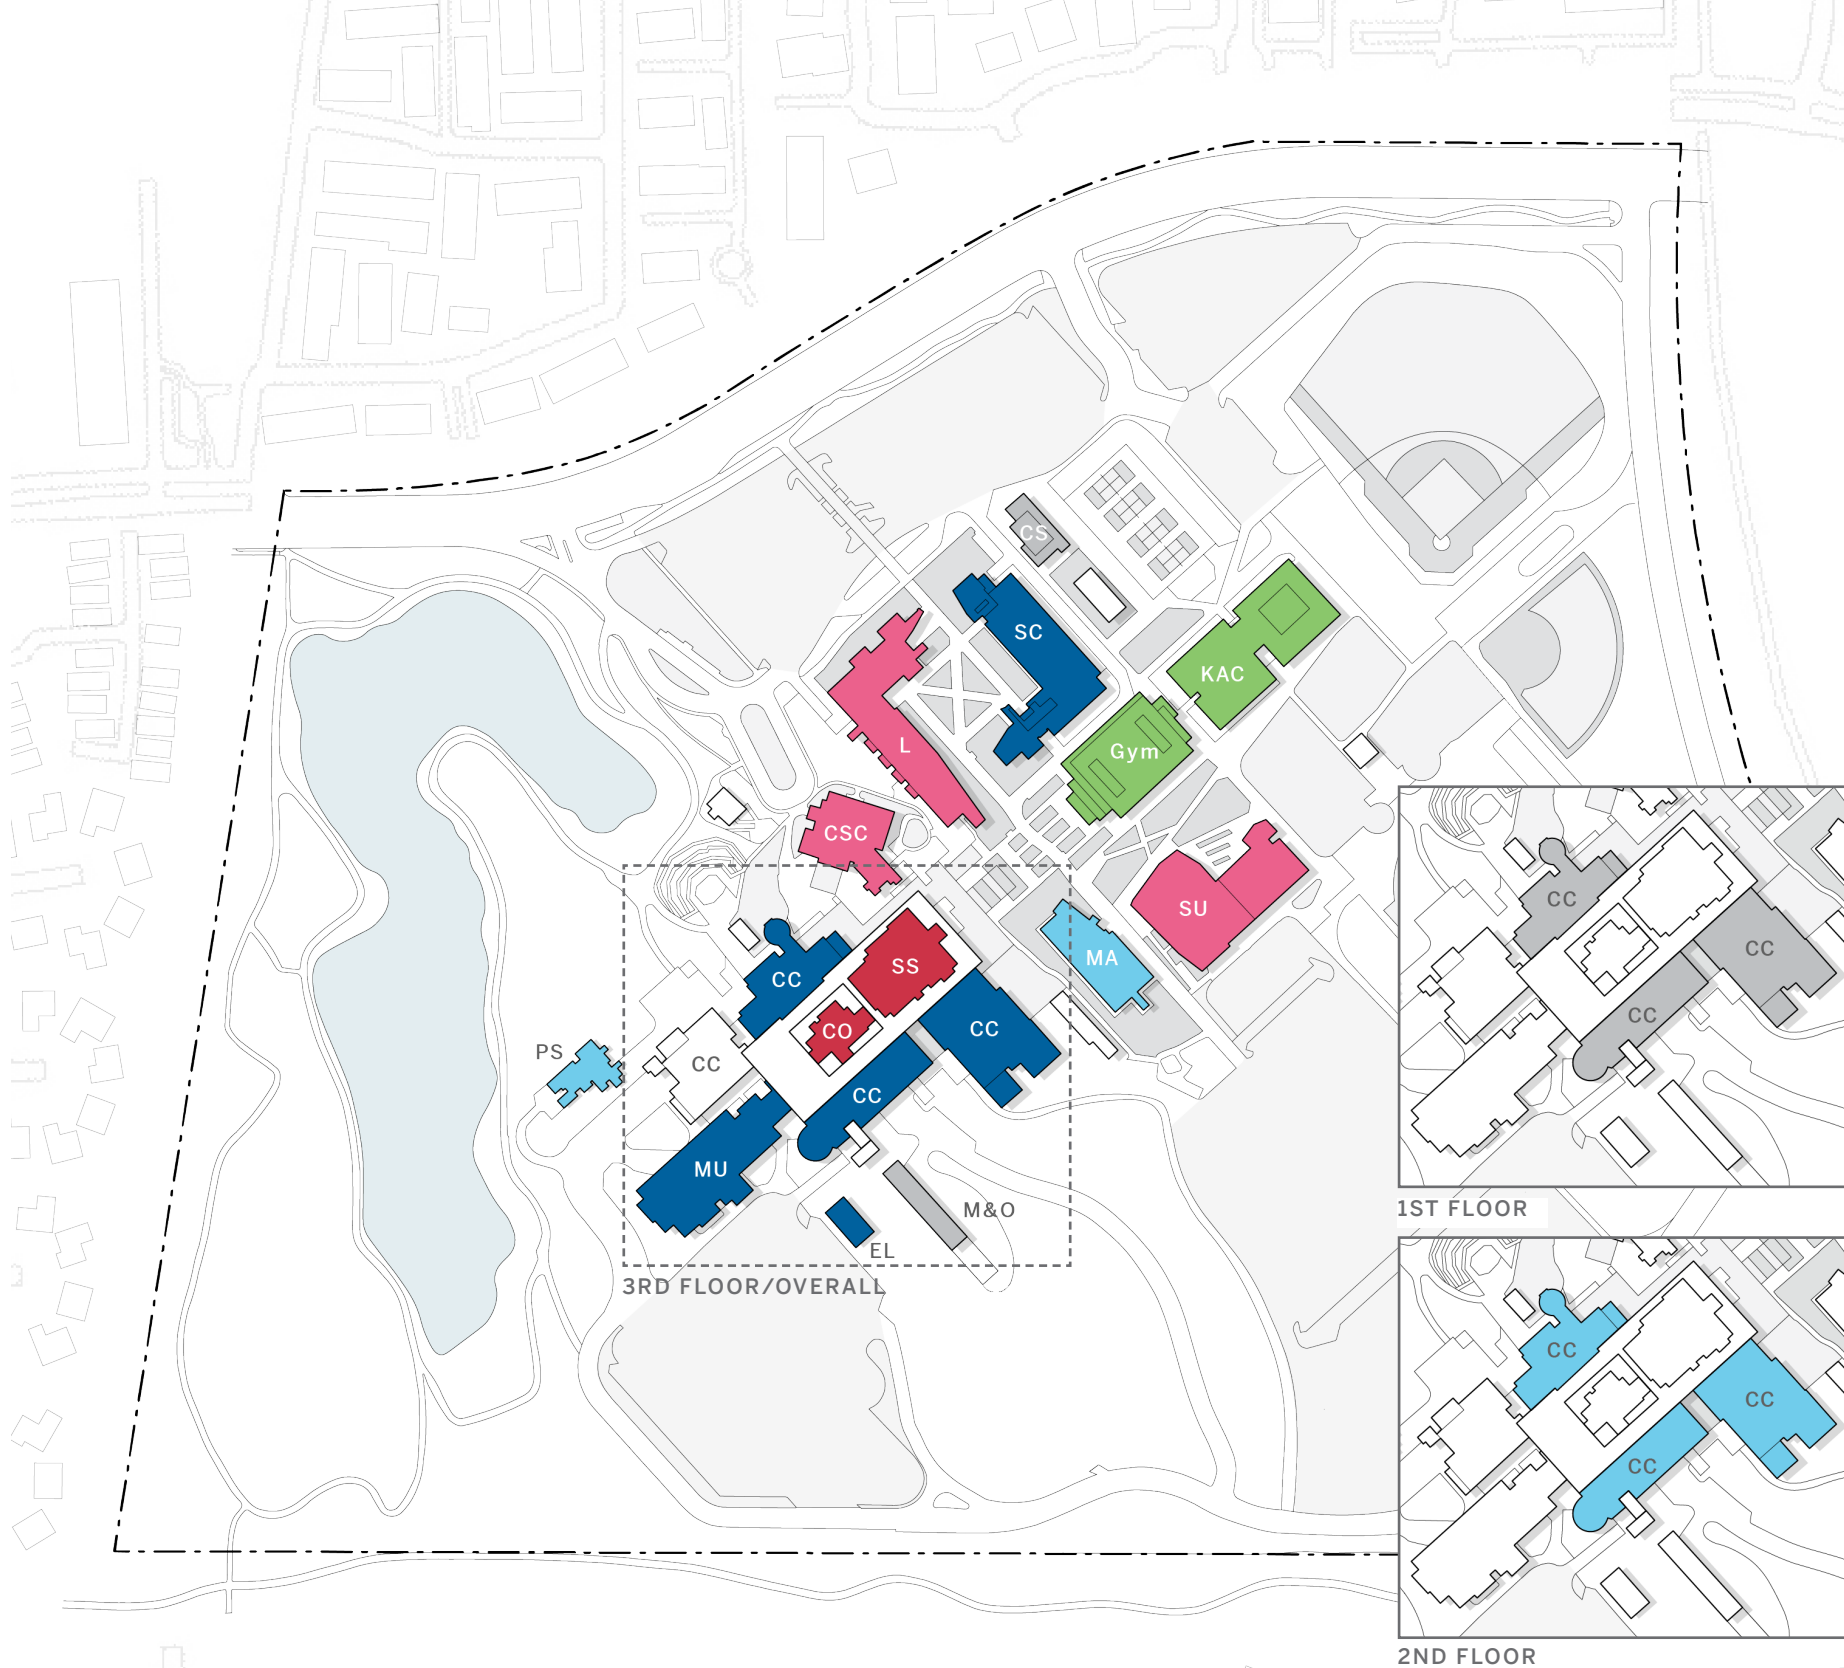 CS
SC
KAC
L
Gym
CSC
SU
MA
SS
CC
CO
CC
PS
CC
CC
MU
M&O
EL
3RD FLOOR/OVERALL
CC
CC
CC
1ST FLOOR
CC
CC
CC
2ND FLOOR